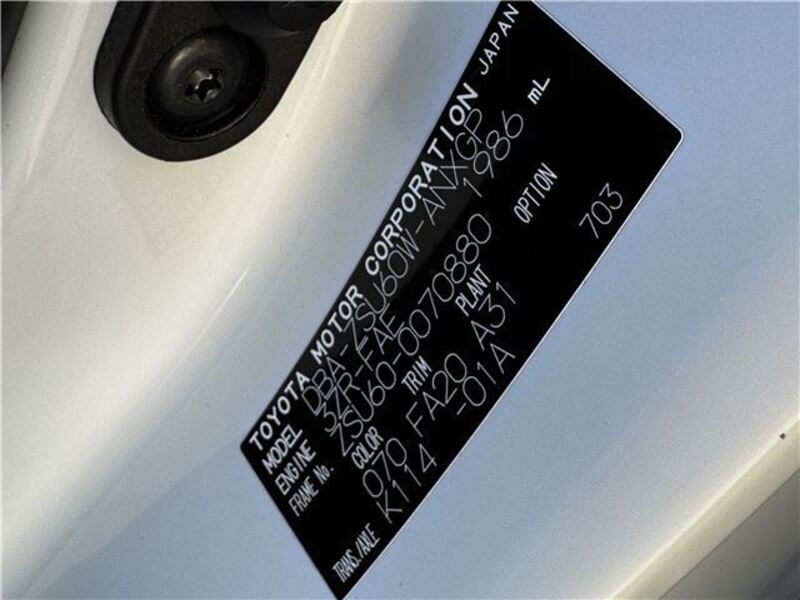 TOYOTA MOTOR CORPORATION JAPAN
MODEL DBA-ZSU60W-ANXGP
ENGINE 3ZR-FAE 1986 mL
FRAME No. ZSU60-0070880
COLOR TRIM PLANT OPTION
070 FA20 A31 703
TRANS./AXLE K114 -01A